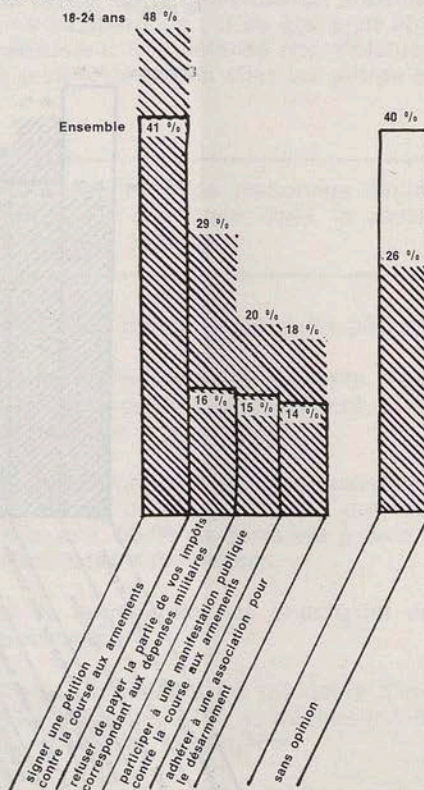 18-24 ans 48 %
Ensemble 41 %
40 %
29 %
26 %
20 %
18 %
16 %
15 %
14 %
signer une pétition
contre la course aux armements
refuser de payer la partie de vos impôts
correspondant aux dépenses militaires
participer à une manifestation publique
contre la course aux armements
adhérer à une association pour
le désarmement
sans opinion